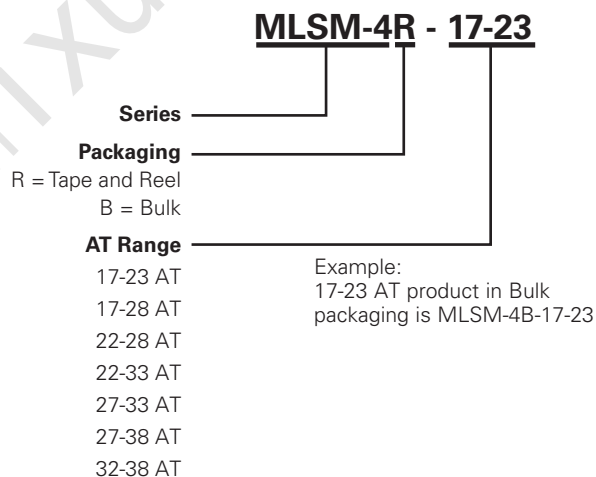 MLSM-4R - 17-23
Series
Packaging
R = Tape and Reel
B = Bulk
AT Range
17-23 AT
17-28 AT
22-28 AT
22-33 AT
27-33 AT
27-38 AT
32-38 AT
Example:
17-23 AT product in Bulk
packaging is MLSM-4B-17-23